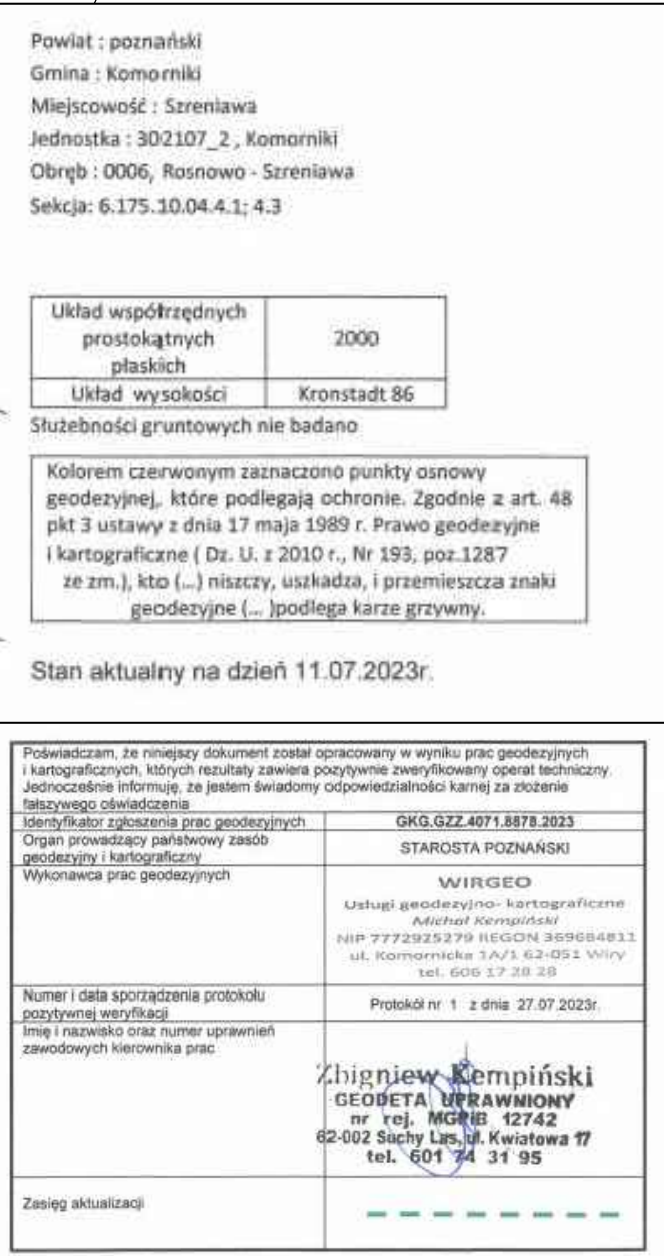 Powiat : poznański
Gmina : Komorniki
Miejscowość : Szreniawa
Jednostka : 302107_2 , Komorniki
Obręb : 0006, Rosnowo - Szreniawa
Sekcja: 6.175.10.04.4.1; 4.3
Układ współrzędnych
prostokątnych
płaskich
2000
Układ wysokości
Kronstadt 86
Służebności gruntowych nie badano
Kolorem czerwonym zaznaczono punkty osnowy
geodezyjnej, które podlegają ochronie. Zgodnie z art. 48
pkt 3 ustawy z dnia 17 maja 1989 r. Prawo geodezyjne
i kartograficzne ( Dz. U. z 2010 r., Nr 193, poz.1287
ze zm.), kto (...) niszczy, uszkadza, i przemieszcza znaki
geodezyjne (... )podlega karze grzywny.
Stan aktualny na dzień 11.07.2023r.
Poświadczam, że niniejszy dokument został opracowany w wyniku prac geodezyjnych
i kartograficznych, których rezultaty zawiera pozytywnie zweryfikowany operat techniczny.
Jednocześnie informuję, że jestem świadomy odpowiedzialności karnej za złożenie
fałszywego oświadczenia
Identyfikator zgłoszenia prac geodezyjnych
GKG.GZZ.4071.8878.2023
Organ prowadzący państwowy zasób
geodezyjny i kartograficzny
STAROSTA POZNAŃSKI
Wykonawca prac geodezyjnych
WIRGEO
Usługi geodezyjno- kartograficzne
Michał Kempiński
NIP 7772925279 REGON 369684811
ul. Komornicka 1A/1 62-051 Wiry
tel. 606 17 28 28
Numer i data sporządzenia protokołu
pozytywnej weryfikacji
Protokół nr 1 z dnia 27.07.2023r.
Imię i nazwisko oraz numer uprawnień
zawodowych kierownika prac
Zbigniew Kempiński
GEODETA UPRAWNIONY
nr rej. MGPiB 12742
62-002 Suchy Las, ul. Kwiatowa 17
tel. 601 74 31 95
Zasięg aktualizacji